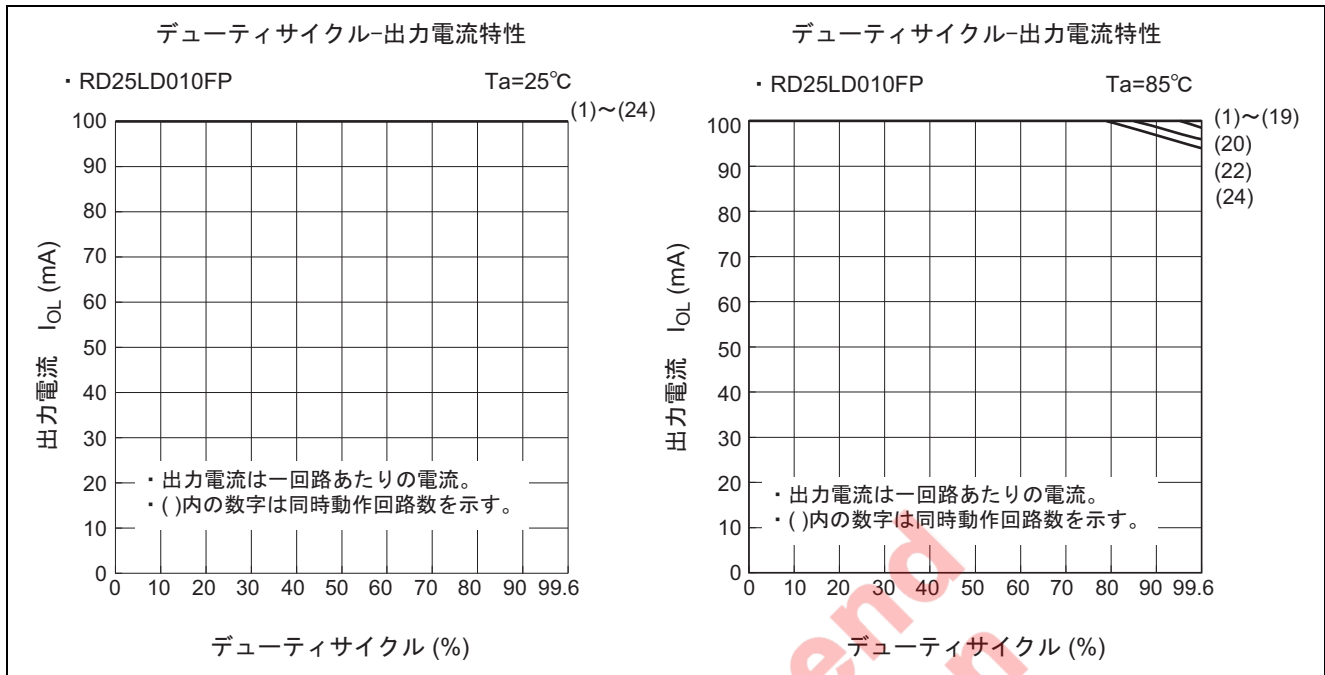 デューティサイクル-出力電流特性
・RD25LD010FP
Ta=25℃
(1)～(24)
100
90
80
70
60
50
40
30
20
10
0
出力電流 IOL (mA)
・出力電流は一回路あたりの電流。
・( )内の数字は同時動作回路数を示す。
0 10 20 30 40 50 60 70 80 90 99.6
デューティサイクル (%)
デューティサイクル-出力電流特性
・RD25LD010FP
Ta=85℃
(1)～(19)
(20)
(22)
(24)
100
90
80
70
60
50
40
30
20
10
0
出力電流 IOL (mA)
・出力電流は一回路あたりの電流。
・( )内の数字は同時動作回路数を示す。
0 10 20 30 40 50 60 70 80 90 99.6
デューティサイクル (%)
end